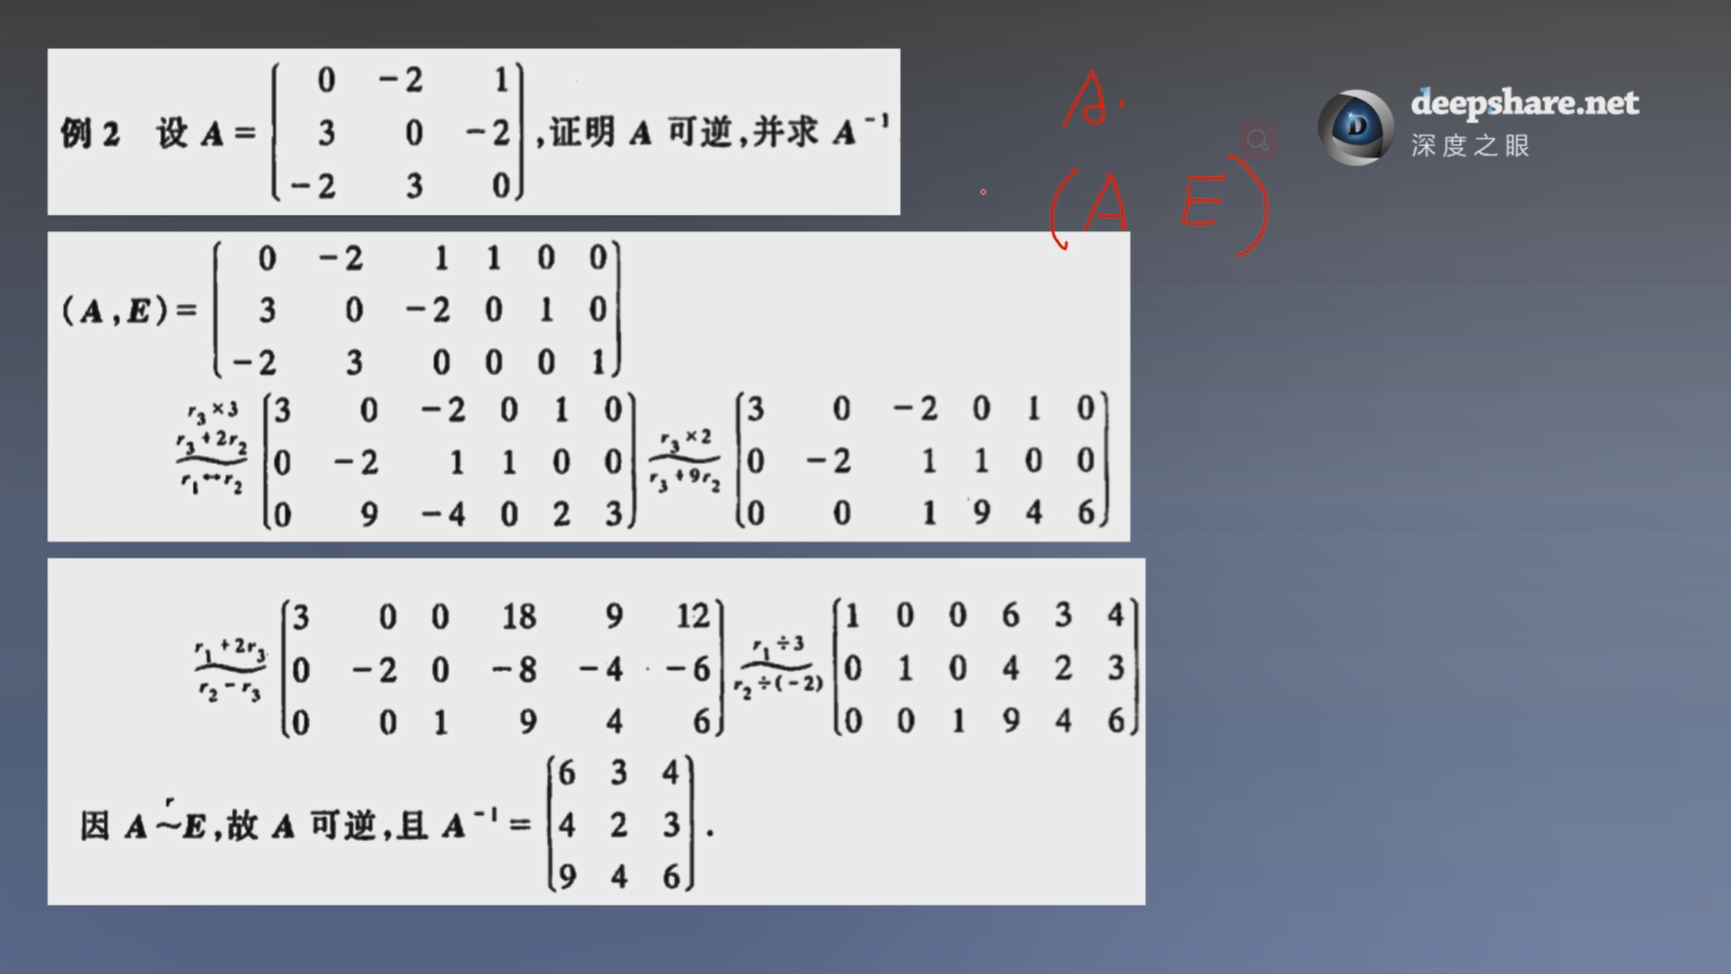 例2 设 A = [0 -2 1; 3 0 -2; -2 3 0], 证明 A 可逆, 并求 A⁻¹
A.
(A E)
deepshare.net
深度之眼
(A, E) =
0 -2 1 1 0 0
3 0 -2 0 1 0
-2 3 0 0 0 1
r₃×3
r₃+2r₂
r₁↔r₂
3 0 -2 0 1 0
0 -2 1 1 0 0
0 9 -4 0 2 3
r₃×2
r₃+9r₂
3 0 -2 0 1 0
0 -2 1 1 0 0
0 0 1 9 4 6
r₁+2r₃
r₂-r₃
3 0 0 18 9 12
0 -2 0 -8 -4 -6
0 0 1 9 4 6
r₁÷3
r₂÷(-2)
1 0 0 6 3 4
0 1 0 4 2 3
0 0 1 9 4 6
因 A ~ʳ E, 故 A 可逆, 且 A⁻¹ =
6 3 4
4 2 3
9 4 6
.